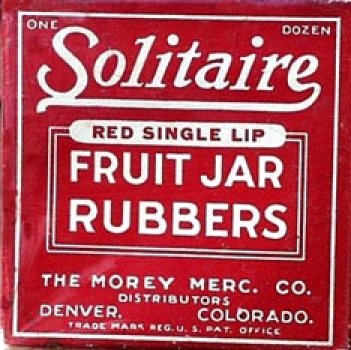 ONE DOZEN
Solitaire
RED SINGLE LIP
FRUIT JAR
RUBBERS
THE MOREY MERC. CO.
DISTRIBUTORS
DENVER. COLORADO.
TRADE MARK REG. U. S. PAT. OFFICE